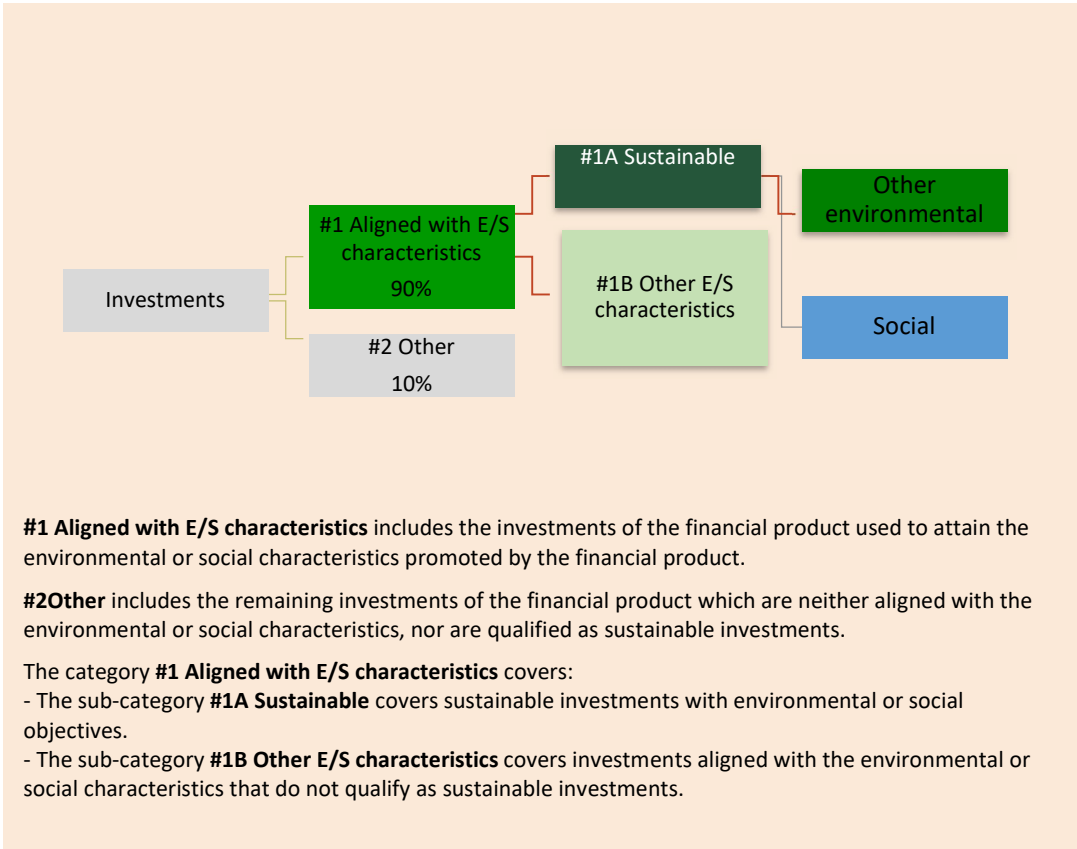 #1A Sustainable
Other
environmental
#1 Aligned with E/S
characteristics
90%
Investments
#1B Other E/S
characteristics
Social
#2 Other
10%
#1 Aligned with E/S characteristics includes the investments of the financial product used to attain the
environmental or social characteristics promoted by the financial product.
#2Other includes the remaining investments of the financial product which are neither aligned with the
environmental or social characteristics, nor are qualified as sustainable investments.
The category #1 Aligned with E/S characteristics covers:
- The sub-category #1A Sustainable covers sustainable investments with environmental or social
objectives.
- The sub-category #1B Other E/S characteristics covers investments aligned with the environmental or
social characteristics that do not qualify as sustainable investments.